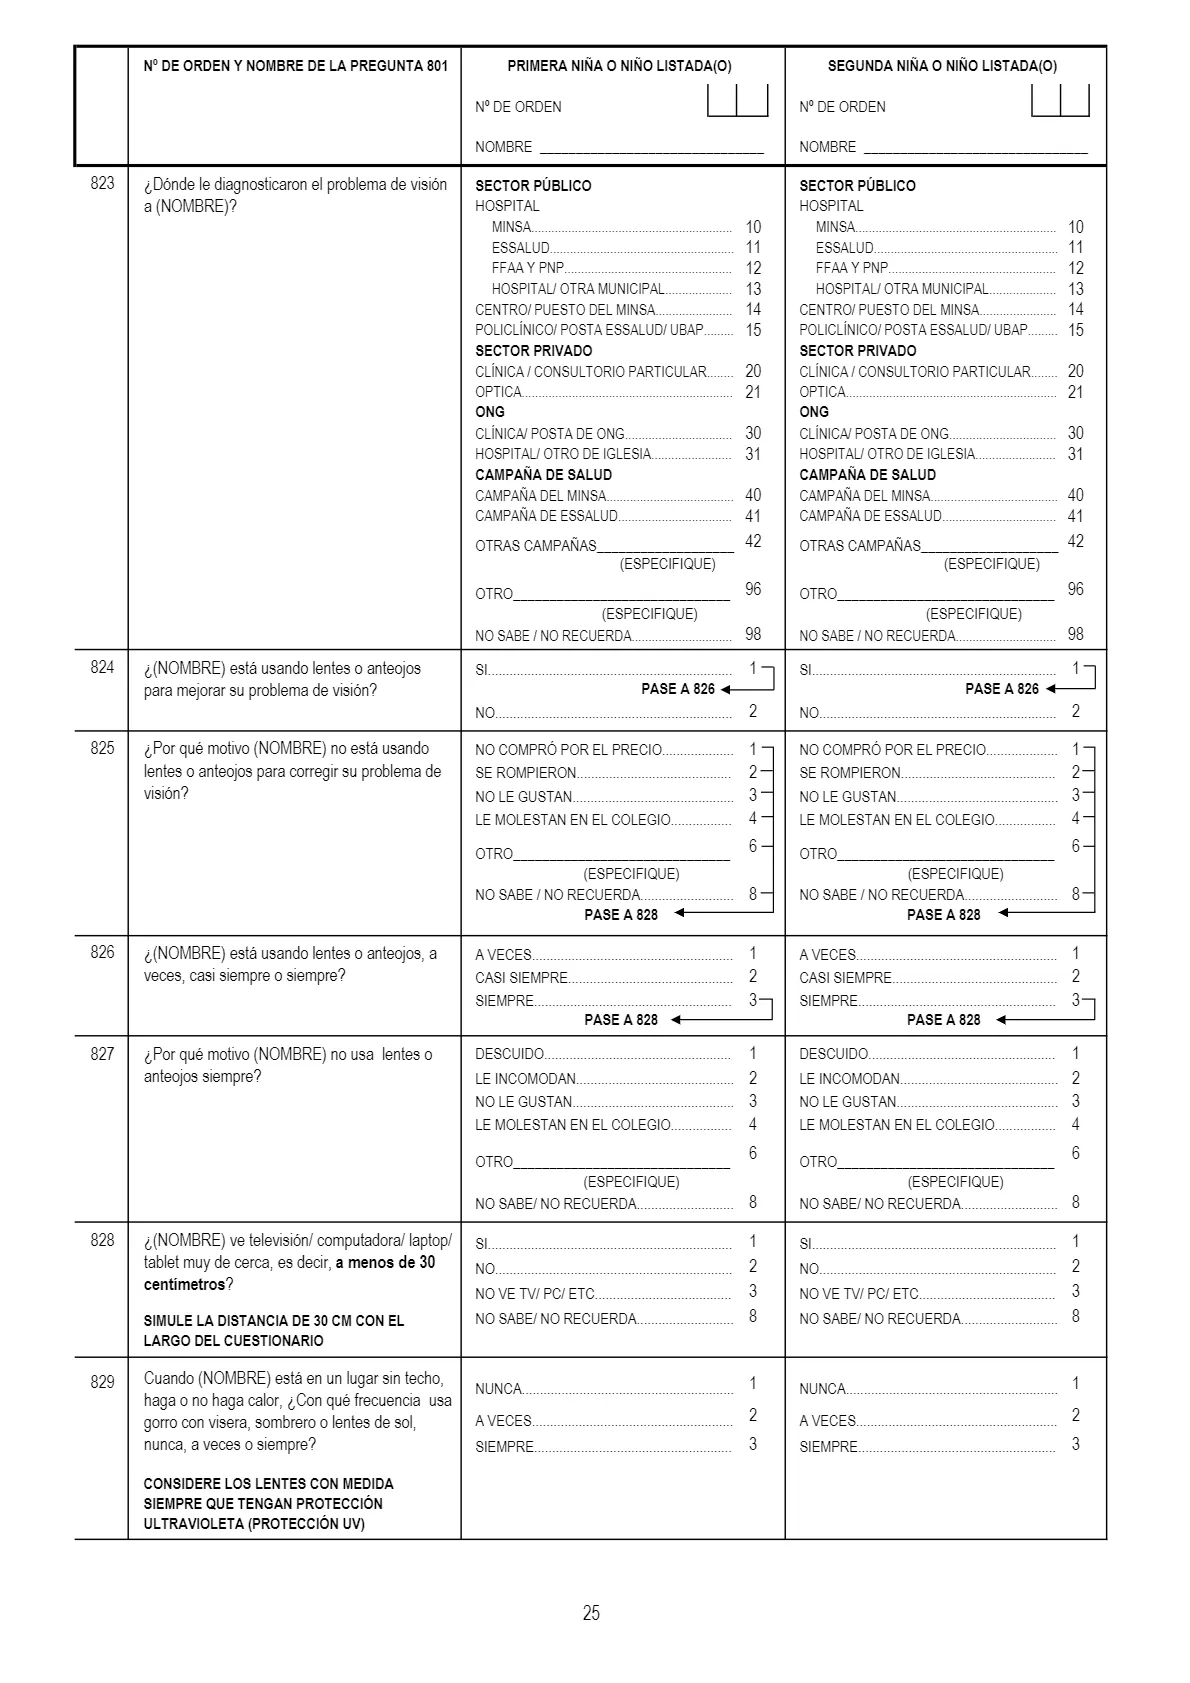 Nº DE ORDEN Y NOMBRE DE LA PREGUNTA 801
PRIMERA NIÑA O NIÑO LISTADA(O)
Nº DE ORDEN
NOMBRE ____________________________
SEGUNDA NIÑA O NIÑO LISTADA(O)
Nº DE ORDEN
NOMBRE ____________________________
823
¿Dónde le diagnosticaron el problema de visión
a (NOMBRE)?
SECTOR PÚBLICO
HOSPITAL
MINSA.......... 10
ESSALUD.......... 11
FFAA Y PNP.......... 12
HOSPITAL/ OTRA MUNICIPAL.......... 13
CENTRO/ PUESTO DEL MINSA.......... 14
POLICLÍNICO/ POSTA ESSALUD/ UBAP......... 15
SECTOR PRIVADO
CLÍNICA / CONSULTORIO PARTICULAR........ 20
OPTICA.......... 21
ONG
CLÍNICA/ POSTA DE ONG.......... 30
HOSPITAL/ OTRO DE IGLESIA.......... 31
CAMPAÑA DE SALUD
CAMPAÑA DEL MINSA.......... 40
CAMPAÑA DE ESSALUD.......... 41
OTRAS CAMPAÑAS___________________ 42
(ESPECIFIQUE)
OTRO______________________________ 96
(ESPECIFIQUE)
NO SABE / NO RECUERDA.......... 98
SECTOR PÚBLICO
HOSPITAL
MINSA.......... 10
ESSALUD.......... 11
FFAA Y PNP.......... 12
HOSPITAL/ OTRA MUNICIPAL.......... 13
CENTRO/ PUESTO DEL MINSA.......... 14
POLICLÍNICO/ POSTA ESSALUD/ UBAP......... 15
SECTOR PRIVADO
CLÍNICA / CONSULTORIO PARTICULAR........ 20
OPTICA.......... 21
ONG
CLÍNICA/ POSTA DE ONG.......... 30
HOSPITAL/ OTRO DE IGLESIA.......... 31
CAMPAÑA DE SALUD
CAMPAÑA DEL MINSA.......... 40
CAMPAÑA DE ESSALUD.......... 41
OTRAS CAMPAÑAS___________________ 42
(ESPECIFIQUE)
OTRO______________________________ 96
(ESPECIFIQUE)
NO SABE / NO RECUERDA.......... 98
824
¿(NOMBRE) está usando lentes o anteojos
para mejorar su problema de visión?
SI.......... 1
PASE A 826
NO.......... 2
SI.......... 1
PASE A 826
NO.......... 2
825
¿Por qué motivo (NOMBRE) no está usando
lentes o anteojos para corregir su problema de
visión?
NO COMPRÓ POR EL PRECIO.......... 1
SE ROMPIERON.......... 2
NO LE GUSTAN.......... 3
LE MOLESTAN EN EL COLEGIO.......... 4
OTRO______________________________ 6
(ESPECIFIQUE)
NO SABE / NO RECUERDA.......... 8
PASE A 828
NO COMPRÓ POR EL PRECIO.......... 1
SE ROMPIERON.......... 2
NO LE GUSTAN.......... 3
LE MOLESTAN EN EL COLEGIO.......... 4
OTRO______________________________ 6
(ESPECIFIQUE)
NO SABE / NO RECUERDA.......... 8
PASE A 828
826
¿(NOMBRE) está usando lentes o anteojos, a
veces, casi siempre o siempre?
A VECES.......... 1
CASI SIEMPRE.......... 2
SIEMPRE.......... 3
PASE A 828
A VECES.......... 1
CASI SIEMPRE.......... 2
SIEMPRE.......... 3
PASE A 828
827
¿Por qué motivo (NOMBRE) no usa lentes o
anteojos siempre?
DESCUIDO.......... 1
LE INCOMODAN.......... 2
NO LE GUSTAN.......... 3
LE MOLESTAN EN EL COLEGIO.......... 4
OTRO______________________________ 6
(ESPECIFIQUE)
NO SABE/ NO RECUERDA.......... 8
DESCUIDO.......... 1
LE INCOMODAN.......... 2
NO LE GUSTAN.......... 3
LE MOLESTAN EN EL COLEGIO.......... 4
OTRO______________________________ 6
(ESPECIFIQUE)
NO SABE/ NO RECUERDA.......... 8
828
¿(NOMBRE) ve televisión/ computadora/ laptop/
tablet muy de cerca, es decir, a menos de 30
centímetros?
SIMULE LA DISTANCIA DE 30 CM CON EL
LARGO DEL CUESTIONARIO
SI.......... 1
NO.......... 2
NO VE TV/ PC/ ETC.......... 3
NO SABE/ NO RECUERDA.......... 8
SI.......... 1
NO.......... 2
NO VE TV/ PC/ ETC.......... 3
NO SABE/ NO RECUERDA.......... 8
829
Cuando (NOMBRE) está en un lugar sin techo,
haga o no haga calor, ¿Con qué frecuencia usa
gorro con visera, sombrero o lentes de sol,
nunca, a veces o siempre?
CONSIDERE LOS LENTES CON MEDIDA
SIEMPRE QUE TENGAN PROTECCIÓN
ULTRAVIOLETA (PROTECCIÓN UV)
NUNCA.......... 1
A VECES.......... 2
SIEMPRE.......... 3
NUNCA.......... 1
A VECES.......... 2
SIEMPRE.......... 3
25